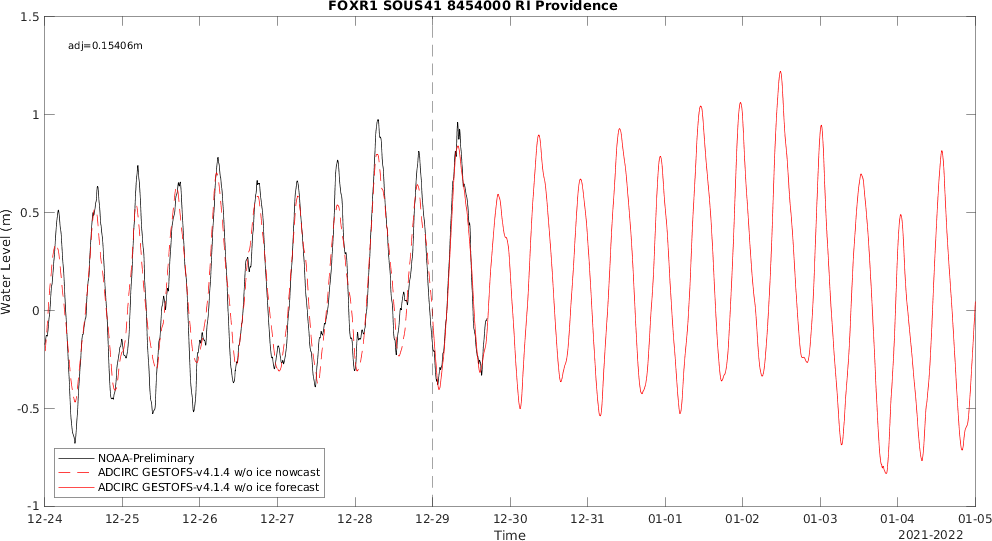 FOXR1 SOUS41 8454000 RI Providence
adj=0.15406m
1.5
1
0.5
0
-0.5
-1
Water Level (m)
NOAA-Preliminary
ADCIRC GESTOFS-v4.1.4 w/o ice nowcast
ADCIRC GESTOFS-v4.1.4 w/o ice forecast
12-24 12-25 12-26 12-27 12-28 12-29 12-30 12-31 01-01 01-02 01-03 01-04 01-05
Time
2021-2022